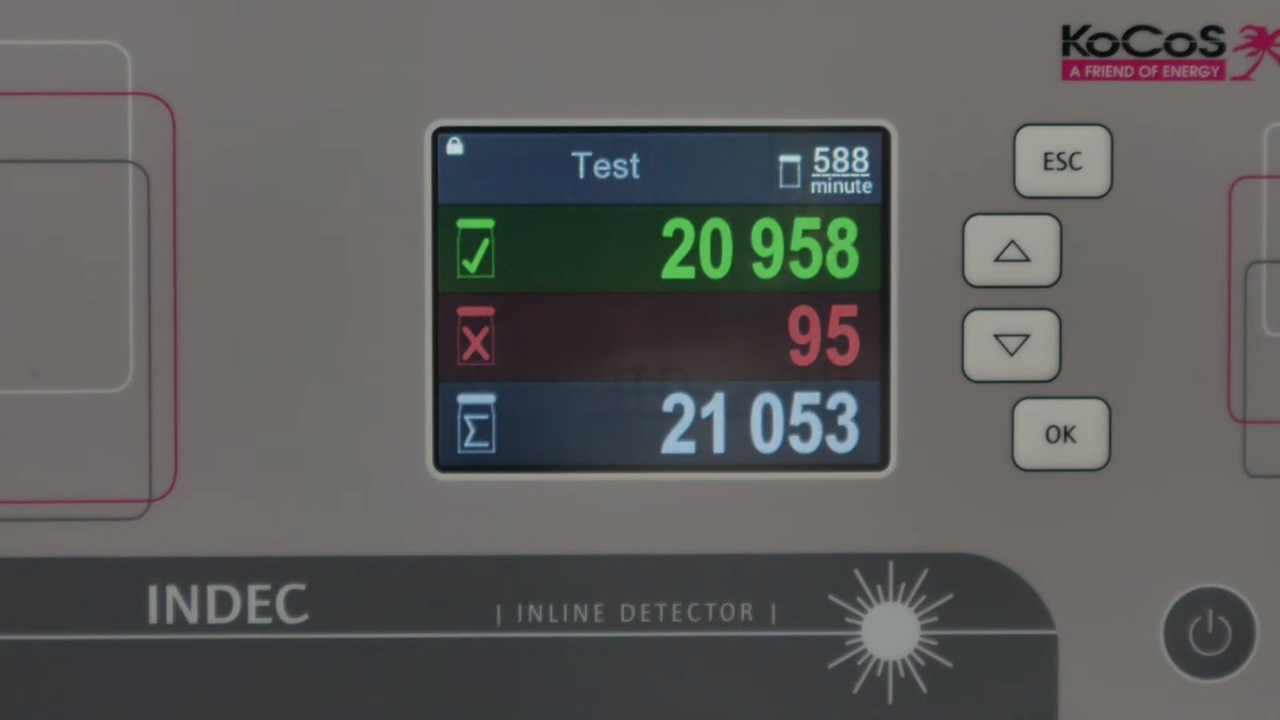 KoCoS
A FRIEND OF ENERGY
Test
588
minute
20 958
95
21 053
Σ
ESC
OK
INDEC
| INLINE DETECTOR |